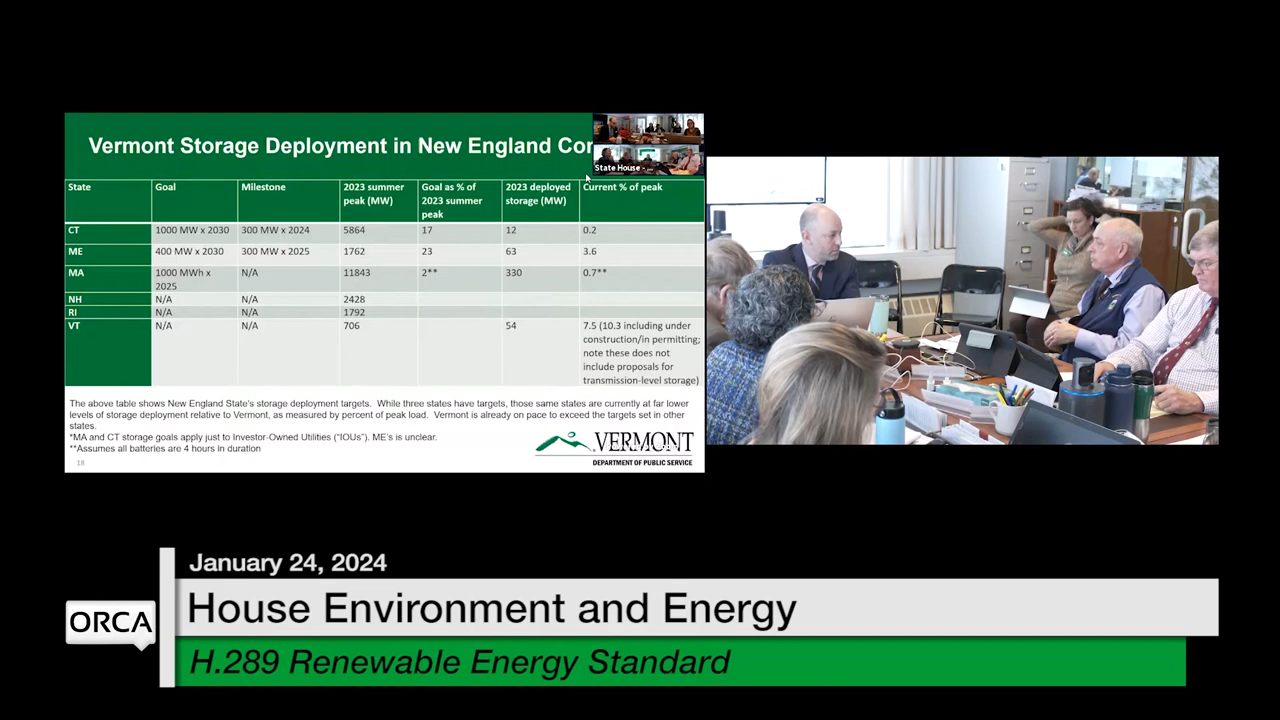 Vermont Storage Deployment in New England Con
State House
State
Goal
Milestone
2023 summer
peak (MW)
Goal as % of
2023 summer
peak
2023 deployed
storage (MW)
Current % of peak
CT
1000 MW x 2030
300 MW x 2024
5864
17
12
0.2
ME
400 MW x 2030
300 MW x 2025
1762
23
63
3.6
MA
1000 MWh x
2025
N/A
11843
2**
330
0.7**
NH
N/A
N/A
2428
RI
N/A
N/A
1792
VT
N/A
N/A
706
54
7.5 (10.3 including under
construction/in permitting;
note these does not
include proposals for
transmission-level storage)
The above table shows New England State's storage deployment targets. While three states have targets, those same states are currently at far lower
levels of storage deployment relative to Vermont, as measured by percent of peak load. Vermont is already on pace to exceed the targets set in other
states.
*MA and CT storage goals apply just to Investor-Owned Utilities ("IOUs"). ME's is unclear.
**Assumes all batteries are 4 hours in duration
18
VERMONT
DEPARTMENT OF PUBLIC SERVICE
January 24, 2024
ORCA
House Environment and Energy
H.289 Renewable Energy Standard